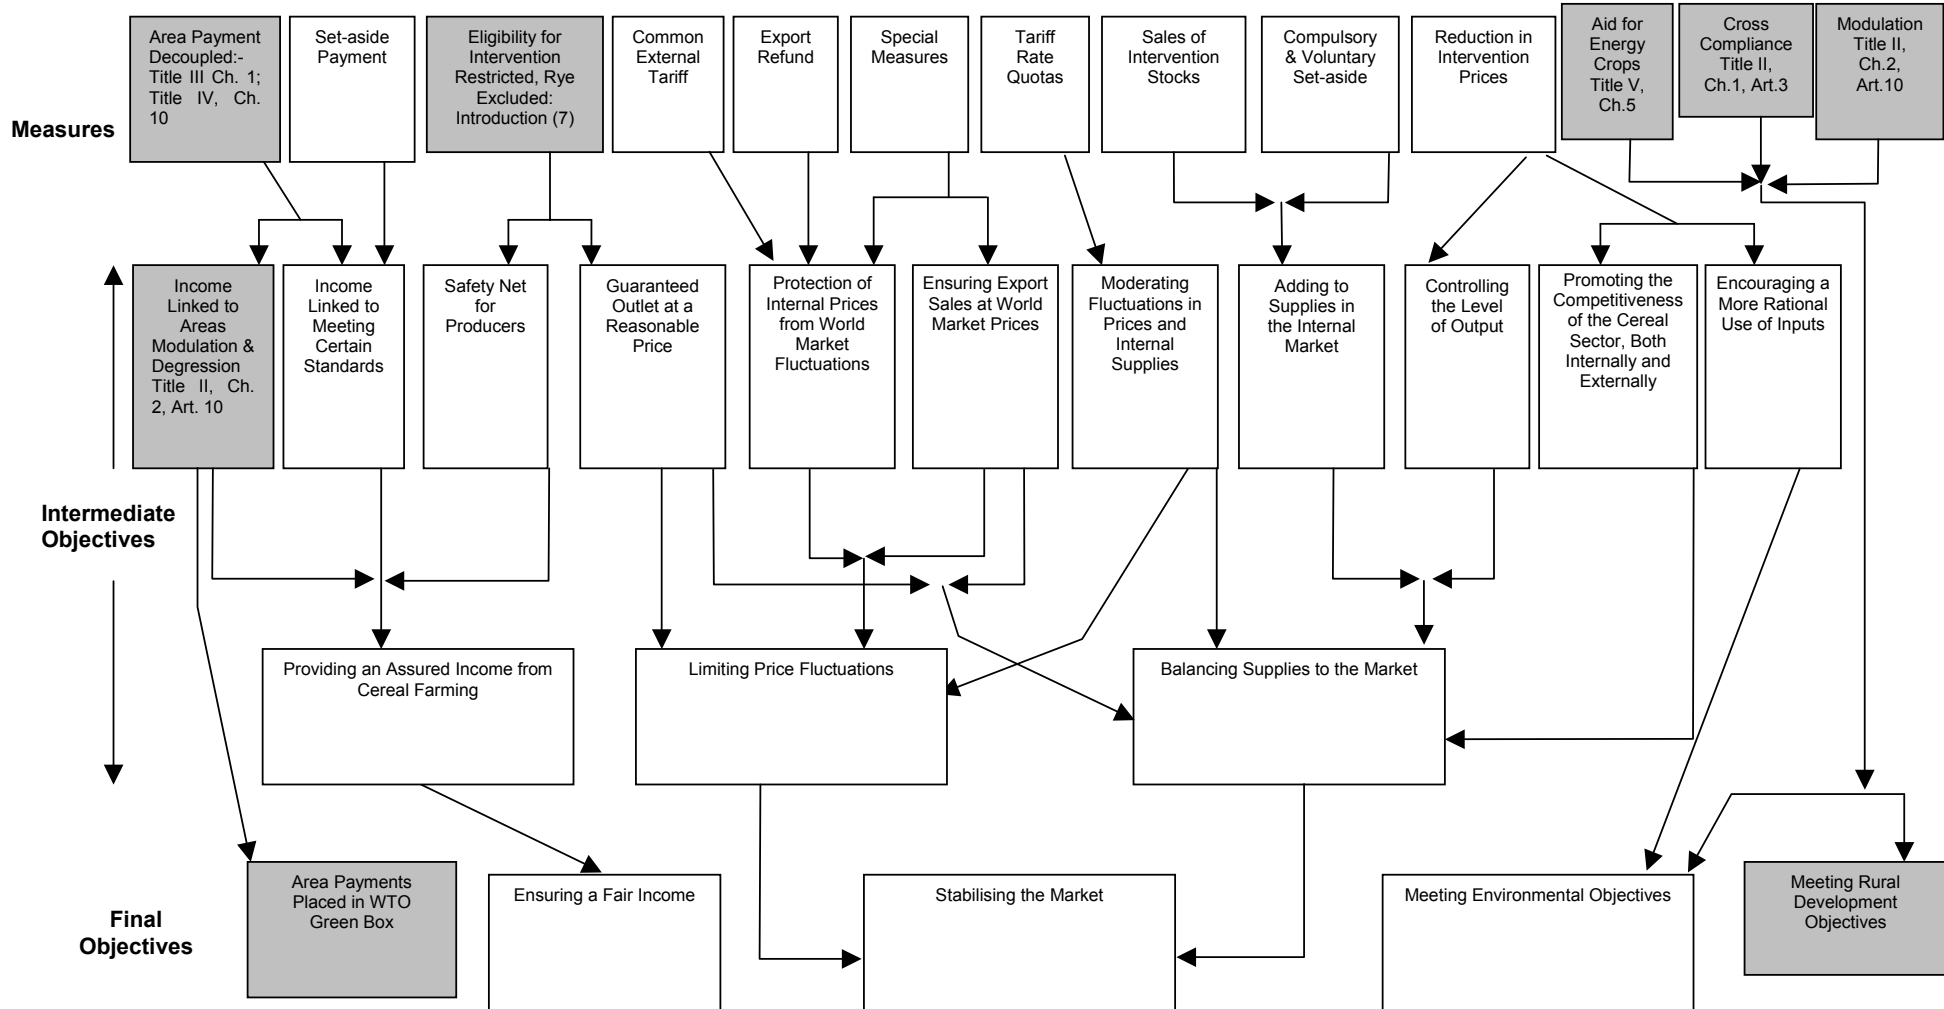 Measures
Area Payment
Decoupled:-
Title III Ch. 1;
Title IV, Ch.
10
Set-aside
Payment
Eligibility for
Intervention
Restricted, Rye
Excluded:
Introduction (7)
Common
External
Tariff
Export
Refund
Special
Measures
Tariff
Rate
Quotas
Sales of
Intervention
Stocks
Compulsory
& Voluntary
Set-aside
Reduction in
Intervention
Prices
Aid for
Energy
Crops
Title V,
Ch.5
Cross
Compliance
Title II,
Ch.1, Art.3
Modulation
Title II,
Ch.2,
Art.10
Intermediate
Objectives
Income
Linked to
Areas
Modulation &
Degression
Title II, Ch.
2, Art. 10
Income
Linked to
Meeting
Certain
Standards
Safety Net
for
Producers
Guaranteed
Outlet at a
Reasonable
Price
Protection of
Internal Prices
from World
Market
Fluctuations
Ensuring Export
Sales at World
Market Prices
Moderating
Fluctuations in
Prices and
Internal
Supplies
Adding to
Supplies in
the Internal
Market
Controlling
the Level
of Output
Promoting the
Competitiveness
of the Cereal
Sector, Both
Internally and
Externally
Encouraging a
More Rational
Use of Inputs
Providing an Assured Income from
Cereal Farming
Limiting Price Fluctuations
Balancing Supplies to the Market
Final
Objectives
Area Payments
Placed in WTO
Green Box
Ensuring a Fair Income
Stabilising the Market
Meeting Environmental Objectives
Meeting Rural
Development
Objectives